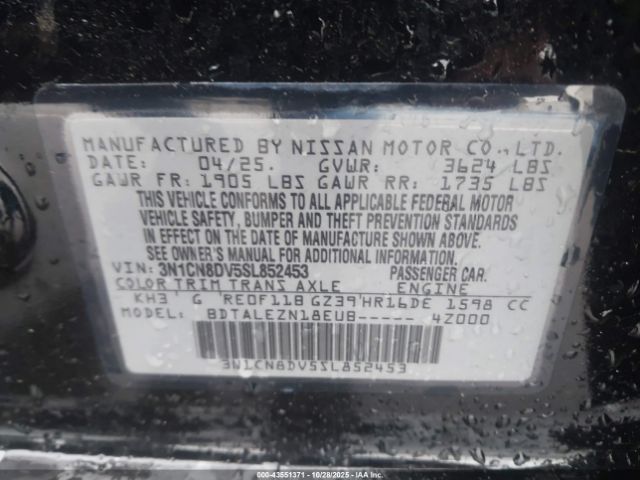 MANUFACTURED BY NISSAN MOTOR CO.,LTD.
DATE: 04/25. GVWR: 3624 LBS
GAWR FR: 1905 LBS GAWR RR: 1735 LBS
THIS VEHICLE CONFORMS TO ALL APPLICABLE FEDERAL MOTOR
VEHICLE SAFETY, BUMPER AND THEFT PREVENTION STANDARDS
IN EFFECT ON THE DATE OF MANUFACTURE SHOWN ABOVE.
SEE OWNER'S MANUAL FOR ADDITIONAL INFORMATION.
VIN: 3N1CN8DV5SL852453 PASSENGER CAR.
COLOR TRIM TRANS AXLE ENGINE
KH3 G RE0F11B GZ39 HR16DE 1598 CC
MODEL: BDTALEZN18EUB----- 4Z000
3N1CN8DV5SL852453
000-43551371 | 10/28/2025 | IAA, Inc.